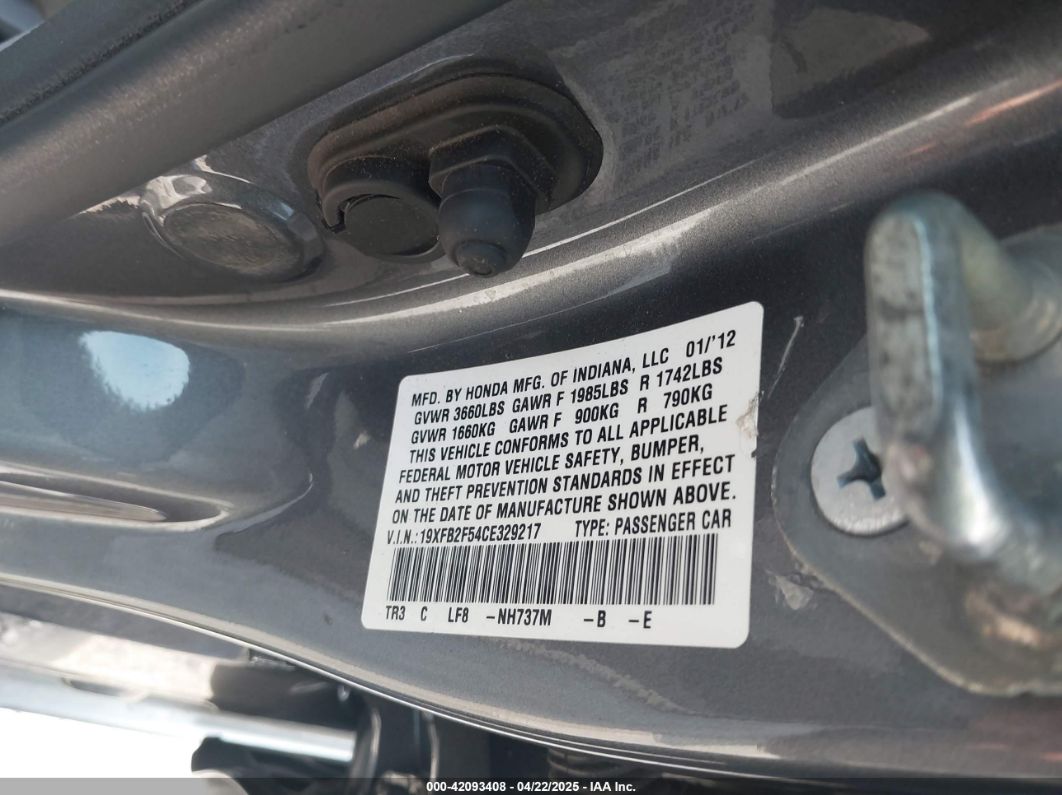 MFD. BY HONDA MFG. OF INDIANA, LLC 01/'12
GVWR 3660LBS GAWR F 1985LBS R 1742LBS
GVWR 1660KG GAWR F 900KG R 790KG
THIS VEHICLE CONFORMS TO ALL APPLICABLE
FEDERAL MOTOR VEHICLE SAFETY, BUMPER,
AND THEFT PREVENTION STANDARDS IN EFFECT
ON THE DATE OF MANUFACTURE SHOWN ABOVE.
V.I.N.:19XFB2F54CE329217 TYPE: PASSENGER CAR
TR3 C LF8 –NH737M –B –E
000-42093408 - 04/22/2025 - IAA Inc.